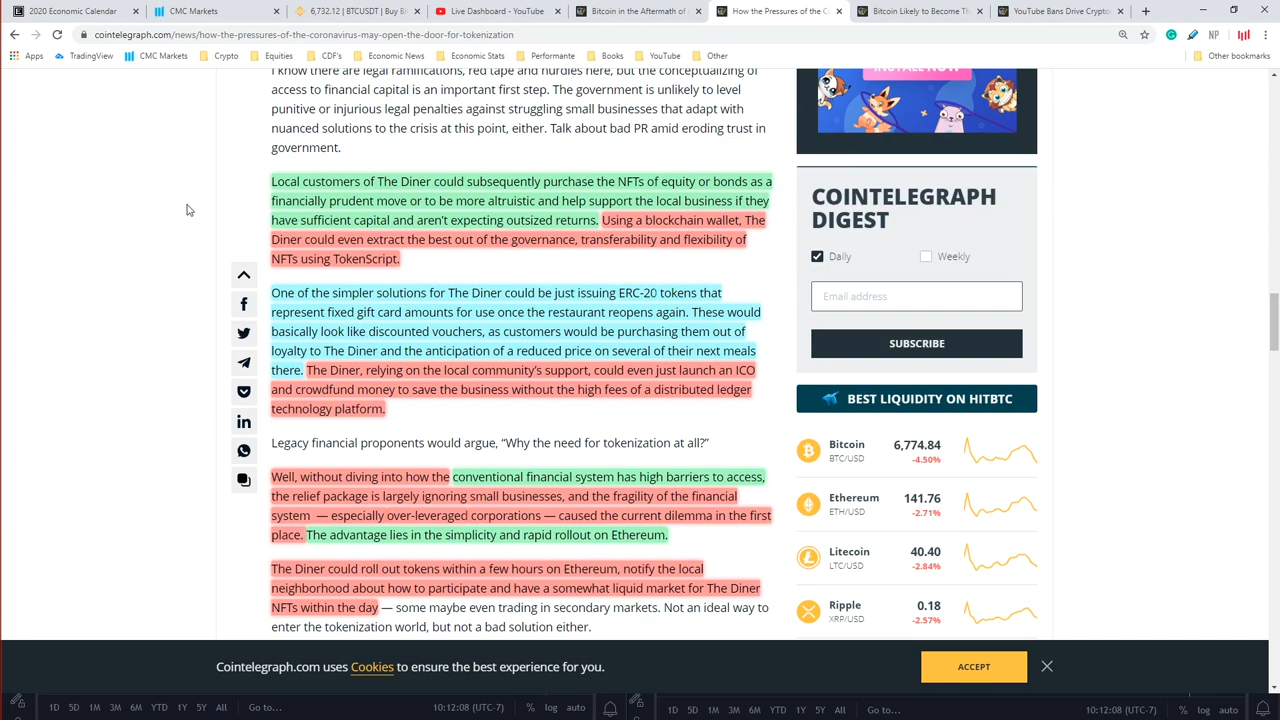 2020 Economic Calendar
CMC Markets
6,732.12 | BTCUSDT | Buy Bi
Live Dashboard - YouTube
Bitcoin in the Aftermath of
How the Pressures of the C
Bitcoin Likely to Become Th
YouTube Bans Drive Crypto
cointelegraph.com/news/how-the-pressures-of-the-coronavirus-may-open-the-door-for-tokenization
NP
Apps
TradingView
CMC Markets
Crypto
Equities
CDF's
Economic News
Economic Stats
Performante
Books
YouTube
Other
Other bookmarks
I know there are legal ramifications, red tape and hurdles here, but the conceptualizing of
access to financial capital is an important first step. The government is unlikely to level
punitive or injurious legal penalties against struggling small businesses that adapt with
nuanced solutions to the crisis at this point, either. Talk about bad PR amid eroding trust in
government.
Local customers of The Diner could subsequently purchase the NFTs of equity or bonds as a
financially prudent move or to be more altruistic and help support the local business if they
have sufficient capital and aren't expecting outsized returns. Using a blockchain wallet, The
Diner could even extract the best out of the governance, transferability and flexibility of
NFTs using TokenScript.
One of the simpler solutions for The Diner could be just issuing ERC-20 tokens that
represent fixed gift card amounts for use once the restaurant reopens again. These would
basically look like discounted vouchers, as customers would be purchasing them out of
loyalty to The Diner and the anticipation of a reduced price on several of their next meals
there. The Diner, relying on the local community's support, could even just launch an ICO
and crowdfund money to save the business without the high fees of a distributed ledger
technology platform.
Legacy financial proponents would argue, “Why the need for tokenization at all?”
Well, without diving into how the conventional financial system has high barriers to access,
the relief package is largely ignoring small businesses, and the fragility of the financial
system — especially over-leveraged corporations — caused the current dilemma in the first
place. The advantage lies in the simplicity and rapid rollout on Ethereum.
The Diner could roll out tokens within a few hours on Ethereum, notify the local
neighborhood about how to participate and have a somewhat liquid market for The Diner
NFTs within the day — some maybe even trading in secondary markets. Not an ideal way to
enter the tokenization world, but not a bad solution either.
INSTALL NOW
COINTELEGRAPH
DIGEST
Daily
Weekly
Email address
SUBSCRIBE
BEST LIQUIDITY ON HITBTC
Bitcoin 6,774.84
BTC/USD -4.50%
Ethereum 141.76
ETH/USD -2.71%
Litecoin 40.40
LTC/USD -2.84%
Ripple 0.18
XRP/USD -2.57%
Cointelegraph.com uses Cookies to ensure the best experience for you.
ACCEPT
1D 5D 1M 3M 6M YTD 1Y 5Y All Go to... 10:12:08 (UTC-7) % log auto
1D 5D 1M 3M 6M YTD 1Y 5Y All Go to... 10:12:08 (UTC-7) % log auto